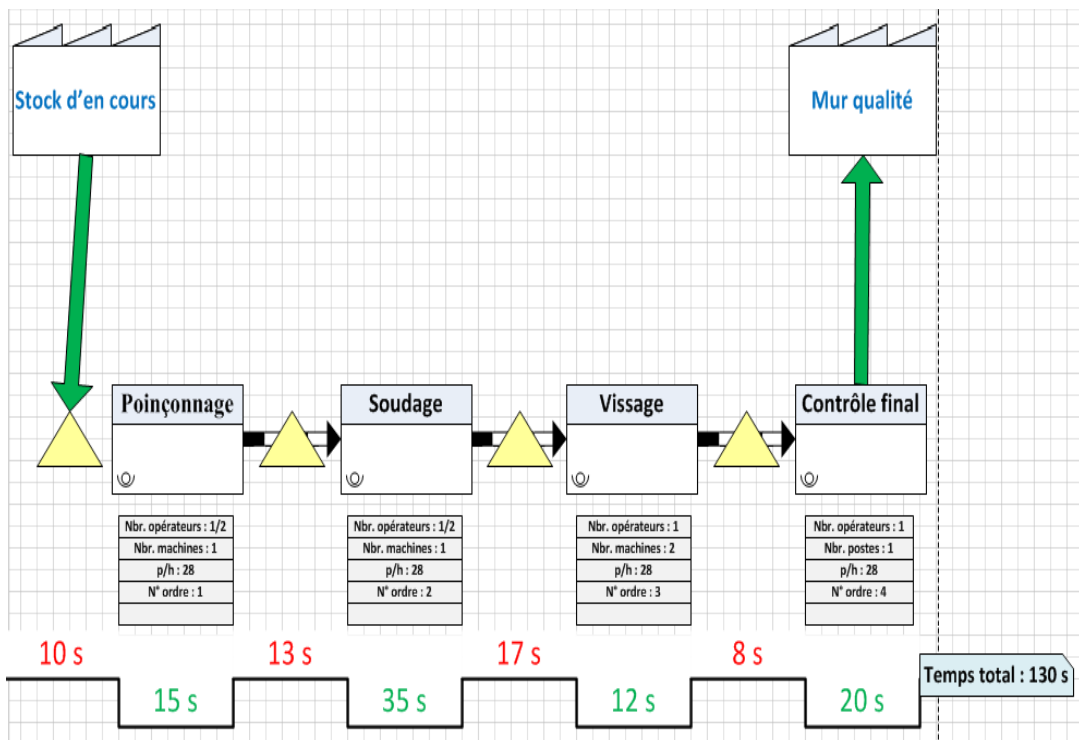 Stock d'en cours
Mur qualité
Poinçonnage
Soudage
Vissage
Contrôle final
Nbr. opérateurs : 1/2
Nbr. machines : 1
p/h : 28
N° ordre : 1
Nbr. opérateurs : 1/2
Nbr. machines : 1
p/h : 28
N° ordre : 2
Nbr. opérateurs : 1
Nbr. machines : 2
p/h : 28
N° ordre : 3
Nbr. opérateurs : 1
Nbr. postes : 1
p/h : 28
N° ordre : 4
10 s
13 s
17 s
8 s
15 s
35 s
12 s
20 s
Temps total : 130 s